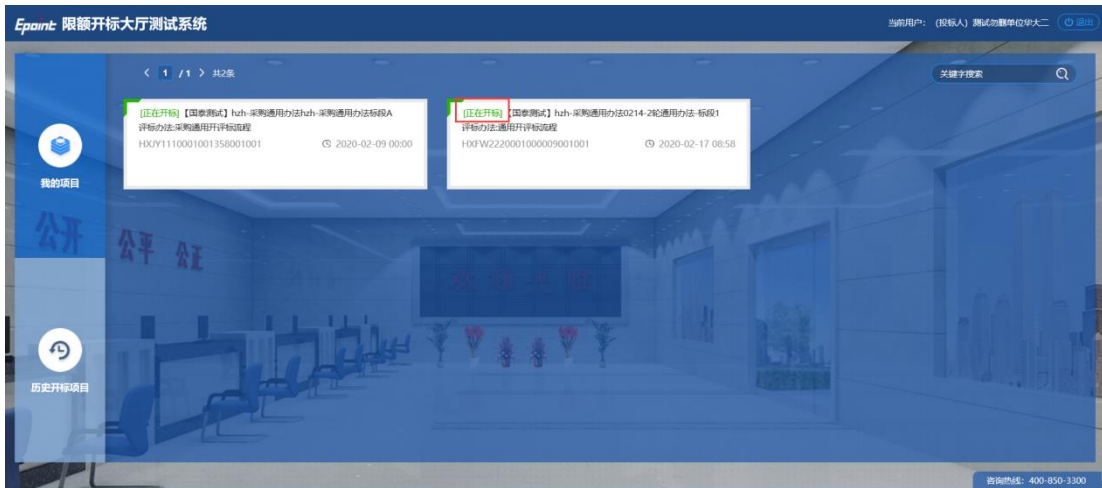 Epoint 限额开标大厅测试系统
当前用户: (投标人) 测试勿删单位华大二 退出
< 1 / 1 > 共2条
关键字搜索
[正在开标]【国泰测试】hzh-采购通用办法hzh-采购通用办法标段A
评标办法:采购通用开评标流程
HXJY1110001001358001001 2020-02-09 00:00
[正在开标]【国泰测试】hzh-采购通用办法0214-2轮通用办法-标段1
评标办法:通用开评标流程
HXFW2220001000009001001 2020-02-17 08:58
我的项目
历史开标项目
公开 公平 公正
咨询热线: 400-850-3300